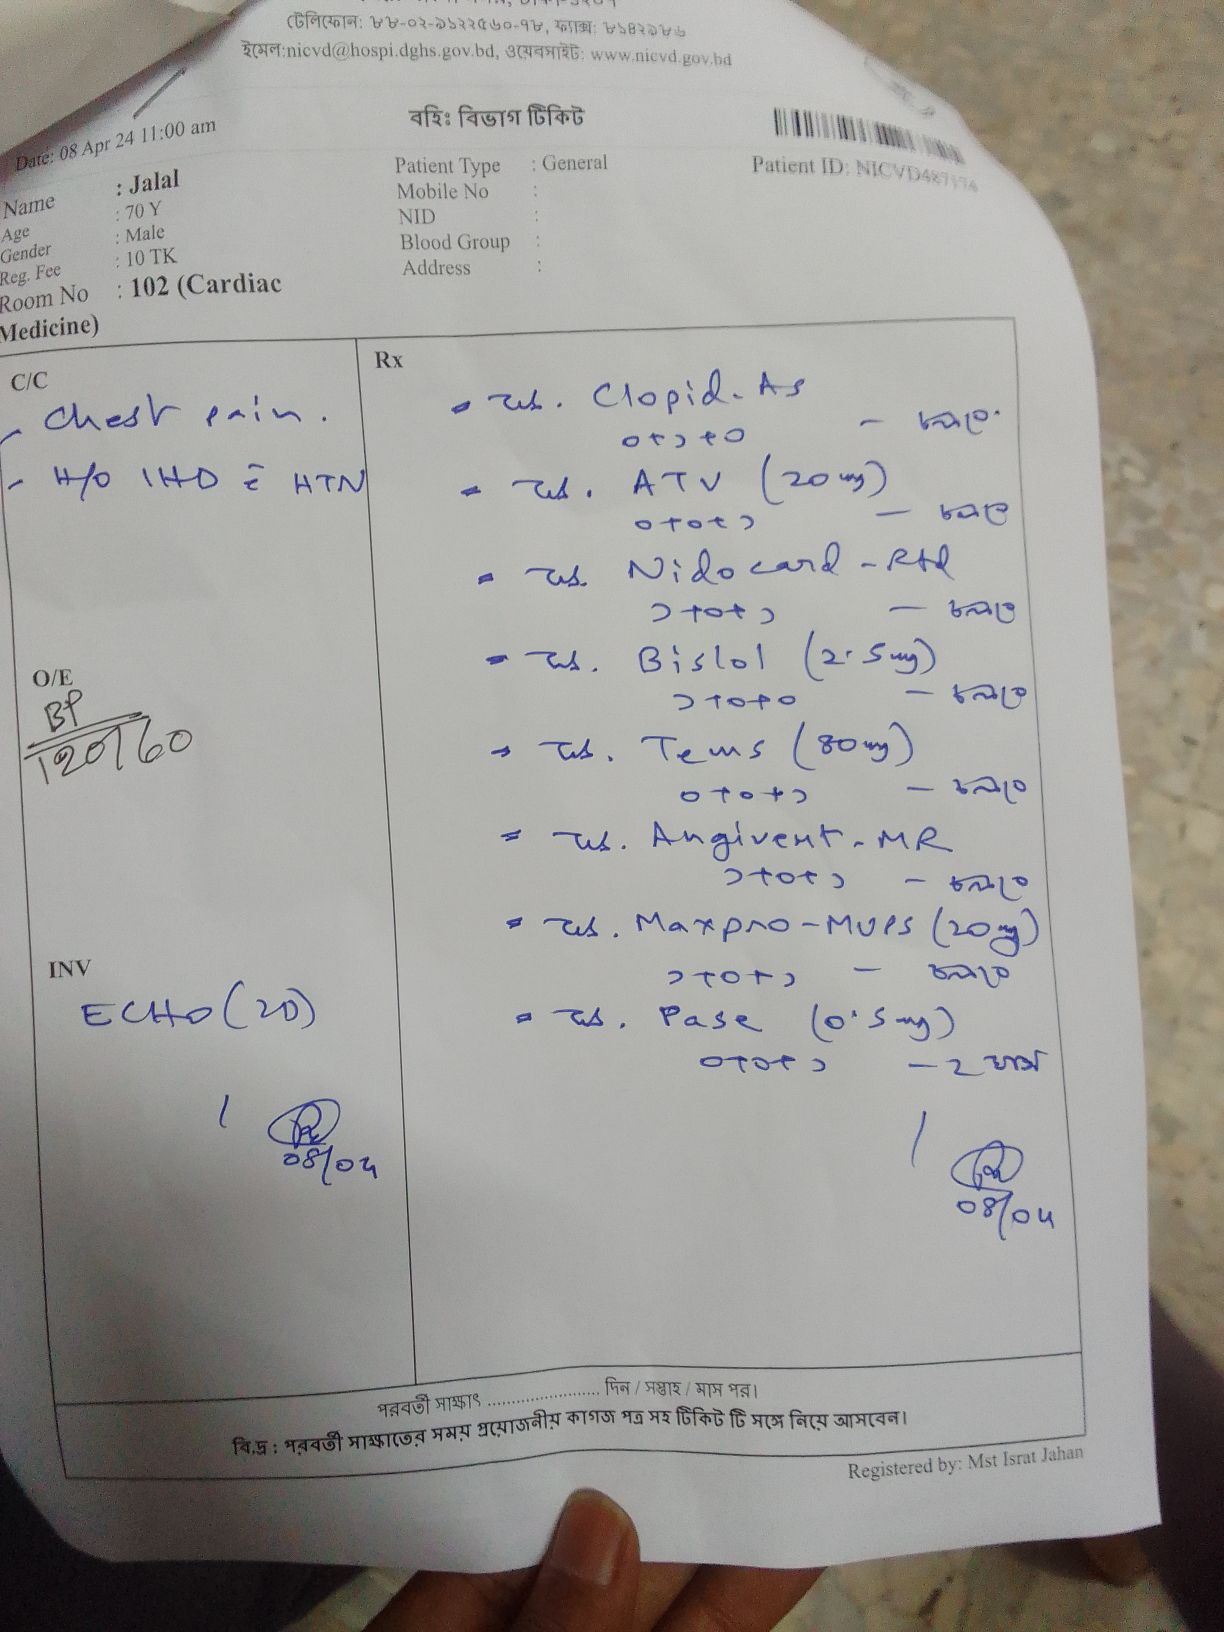 টেলিফোন: ৮৮-০২-৯১২২৫৬০-৭৮, ফ্যাক্স: ৮১৪২৯৮৬
ইমেল:nicvd@hospi.dghs.gov.bd, ওয়েবসাইট: www.nicvd.gov.bd
বহিঃ বিভাগ টিকিট
Date: 08 Apr 24 11:00 am
Name : Jalal
Age : 70 Y
Gender : Male
Reg. Fee : 10 TK
Room No : 102 (Cardiac
Medicine)
Patient Type : General
Mobile No :
NID :
Blood Group :
Address :
Patient ID: NICVD487174
C/C
- Chest pain.
- H/O IHD c̄ HTN
O/E
BP
120/60
INV
ECHO (2D)
08/04
Rx
- Tab. Clopid-As
০+১+০ - চলবে
- Tab. ATV (20mg)
০+০+১ - চলবে
- Tab. Nidocard-Rtd
১+০+১ - চলবে
- Tab. Bislol (2.5mg)
১+০+০ - চলবে
- Tab. Tems (80mg)
০+০+১ - চলবে
- Tab. Angivent-MR
১+০+১ - চলবে
- Tab. Maxpro-MUPS (20mg)
১+০+১ - চলবে
- Tab. Pase (0.5mg)
০+০+১ - ২ মাস
08/04
পরবর্তী সাক্ষাৎ ........................ দিন / সপ্তাহ / মাস পর।
বি.দ্র : পরবর্তী সাক্ষাতের সময় প্রয়োজনীয় কাগজ পত্র সহ টিকিট টি সঙ্গে নিয়ে আসবেন।
Registered by: Mst Israt Jahan